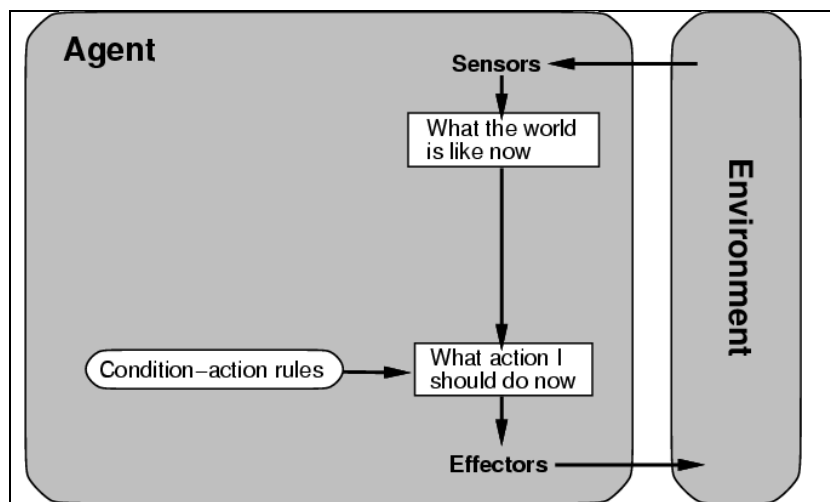 Agent
Sensors
What the world
is like now
Environment
Condition−action rules
What action I
should do now
Effectors